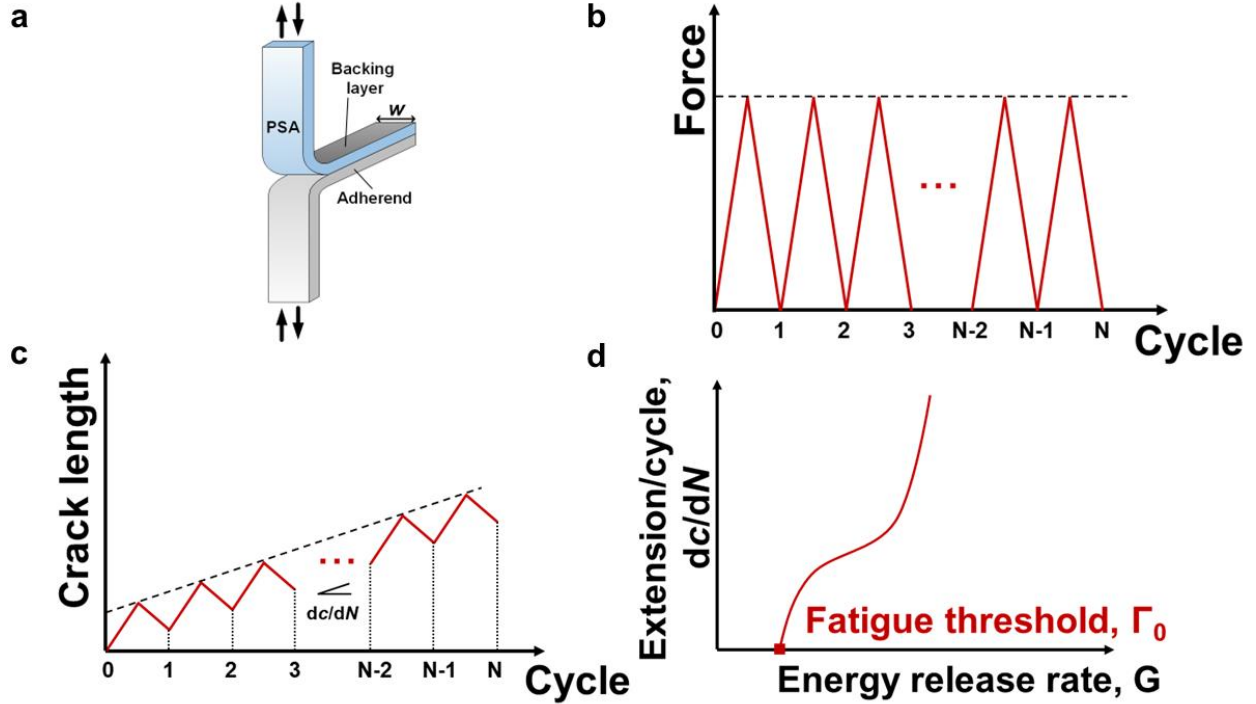 a
Backing
layer
w
PSA
Adherend
b
Force
...
0 1 2 3 N-2 N-1 N
Cycle
c
Crack length
...
dc/dN
0 1 2 3 N-2 N-1 N
Cycle
d
Extension/cycle,
dc/dN
Fatigue threshold, Γ0
Energy release rate, G